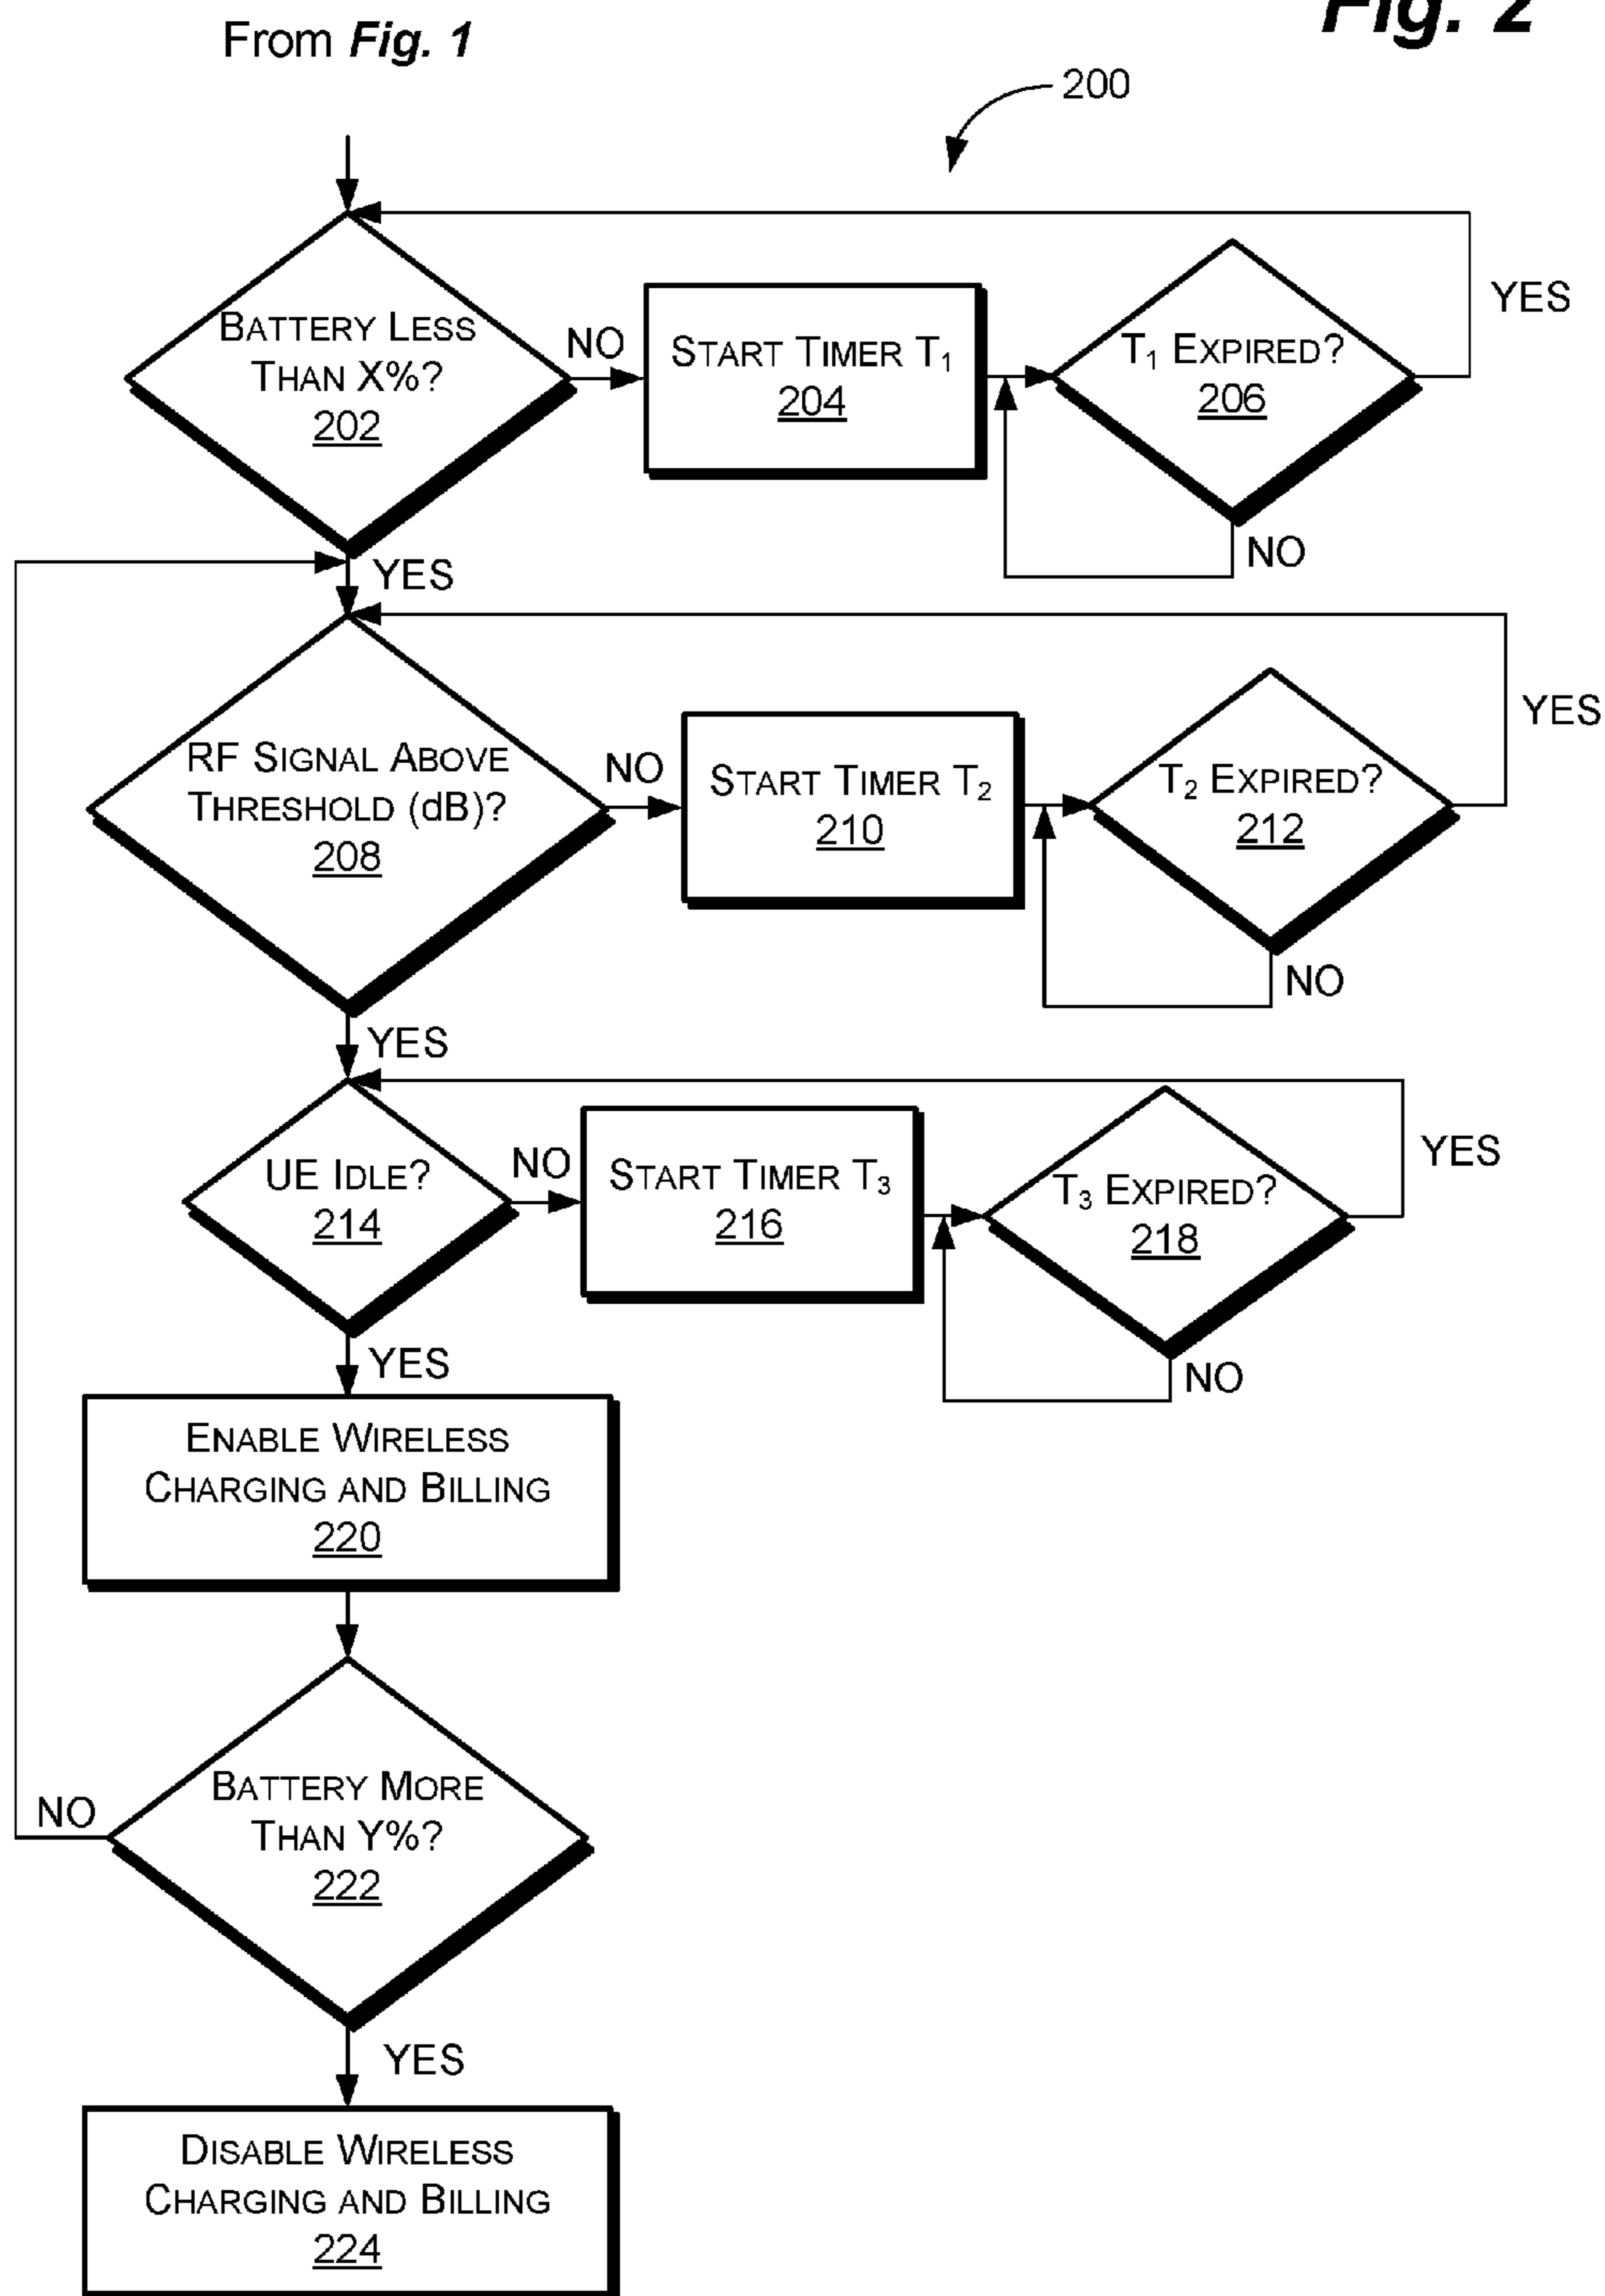 Fig. 2
From Fig. 1
200
BATTERY LESS
THAN X%?
202
NO
START TIMER T₁
204
T₁ EXPIRED?
206
YES
NO
YES
RF SIGNAL ABOVE
THRESHOLD (dB)?
208
NO
START TIMER T₂
210
T₂ EXPIRED?
212
YES
NO
YES
UE IDLE?
214
NO
START TIMER T₃
216
T₃ EXPIRED?
218
YES
NO
YES
ENABLE WIRELESS
CHARGING AND BILLING
220
BATTERY MORE
THAN Y%?
222
NO
YES
DISABLE WIRELESS
CHARGING AND BILLING
224